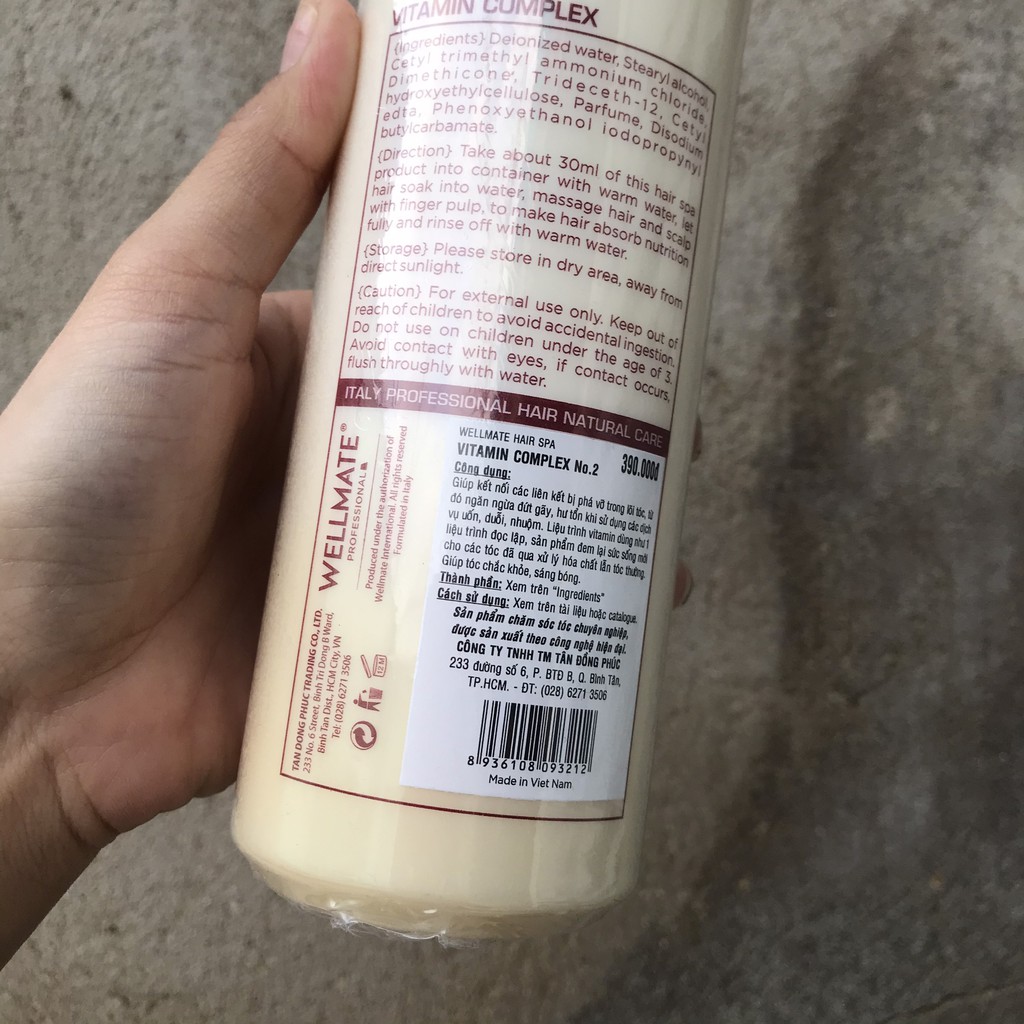 VITAMIN COMPLEX
{Ingredients} Deionized water, Stearyl alcohol,
Cetyl trimethyl ammonium chloride,
Dimethicone, Trideceth-12, Cetyl
hydroxyethylcellulose, Parfume, Disodium
edta, Phenoxyethanol iodopropynyl
butylcarbamate.
{Direction} Take about 30ml of this hair spa
product into container with warm water, let
hair soak into water, massage hair and scalp
with finger pulp, to make hair absorb nutrition
fully and rinse off with warm water.
{Storage} Please store in dry area, away from
direct sunlight.
{Caution} For external use only. Keep out of
reach of children to avoid accidental ingestion.
Do not use on children under the age of 3.
Avoid contact with eyes, if contact occurs,
flush throughly with water.
ITALY PROFESSIONAL HAIR NATURAL CARE
WELLMATE®
PROFESSIONAL
Produced under the authorization of
Wellmate International. All rights reserved
Formulated in Italy
TAN DONG PHUC TRADING CO., LTD.
233 No. 6 Street, Binh Tri Dong B Ward,
Binh Tan Dist., HCM City, VN
Tel: (028) 6271 3506
12M
WELLMATE HAIR SPA
VITAMIN COMPLEX No.2 390.000đ
Công dụng:
Giúp kết nối các liên kết bị phá vỡ trong lõi tóc, từ
đó ngăn ngừa đứt gãy, hư tổn khi sử dụng các dịch
vụ uốn, duỗi, nhuộm. Liệu trình vitamin dùng như 1
liệu trình độc lập, sản phẩm đem lại sức sống mới
cho các tóc đã qua xử lý hóa chất lẫn tóc thường.
Giúp tóc chắc khỏe, sáng bóng.
Thành phần: Xem trên "Ingredients"
Cách sử dụng: Xem trên tài liệu hoặc catalogue.
Sản phẩm chăm sóc tóc chuyên nghiệp,
được sản xuất theo công nghệ hiện đại.
CÔNG TY TNHH TM TÂN ĐỒNG PHÚC
233 đường số 6, P. BTĐ B, Q. Bình Tân,
TP.HCM. - ĐT: (028) 6271 3506
8 936108 093212
Made in Viet Nam